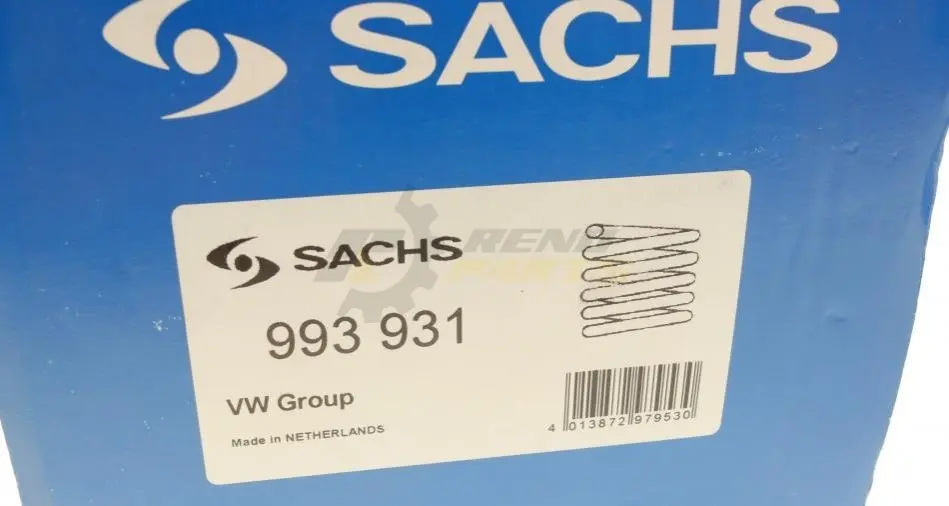 SACHS
SACHS
993 931
VW Group
Made in NETHERLANDS
4 013872 979530